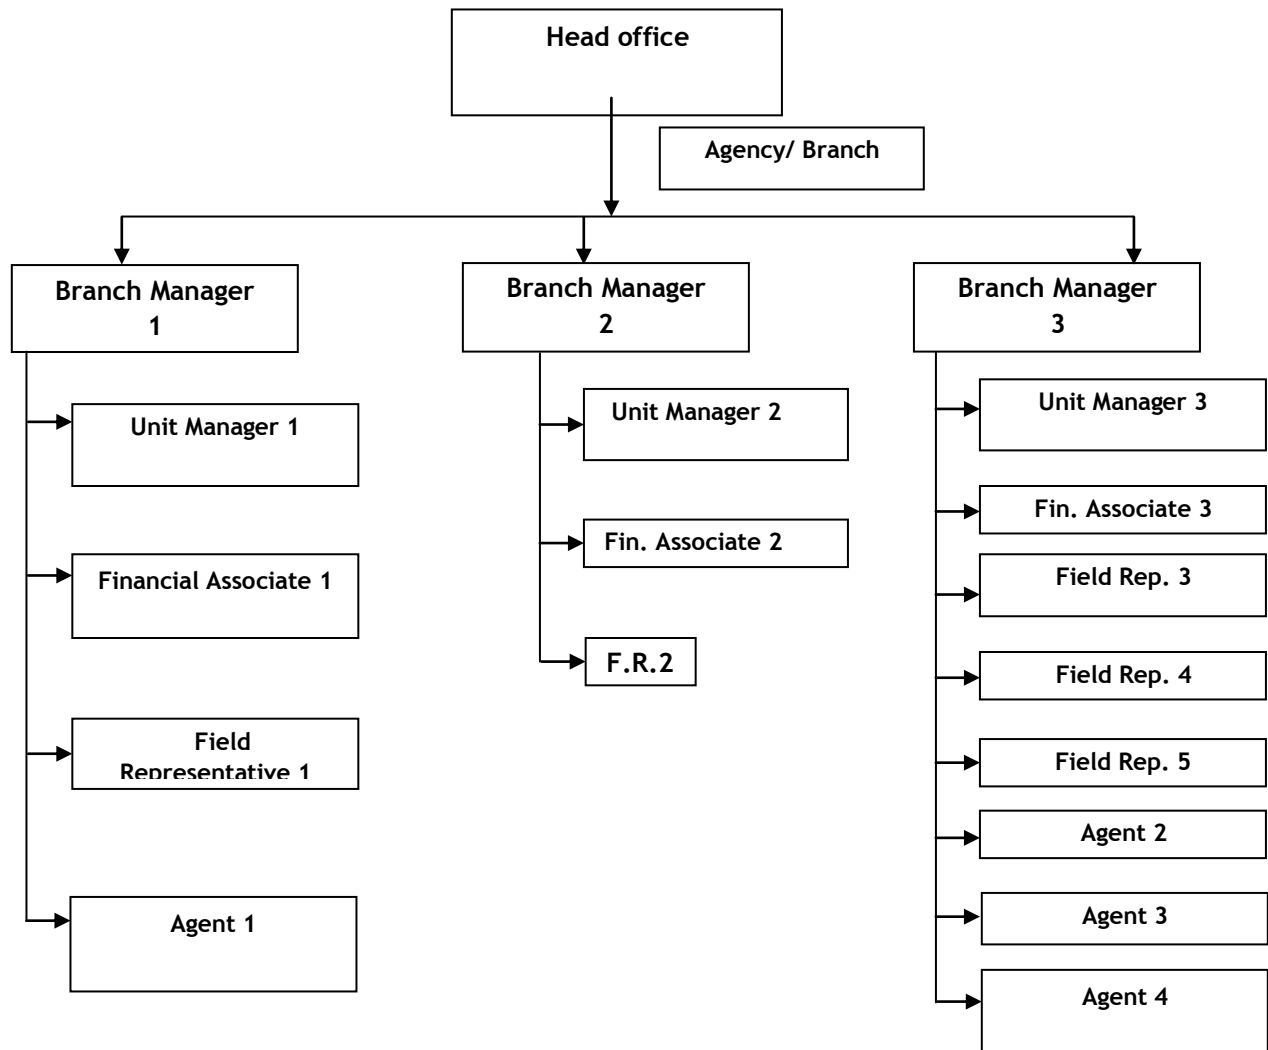 Head office
Agency/ Branch
Branch Manager
1
Unit Manager 1
Financial Associate 1
Field
Representative 1
Agent 1
Branch Manager
2
Unit Manager 2
Fin. Associate 2
F.R.2
Branch Manager
3
Unit Manager 3
Fin. Associate 3
Field Rep. 3
Field Rep. 4
Field Rep. 5
Agent 2
Agent 3
Agent 4